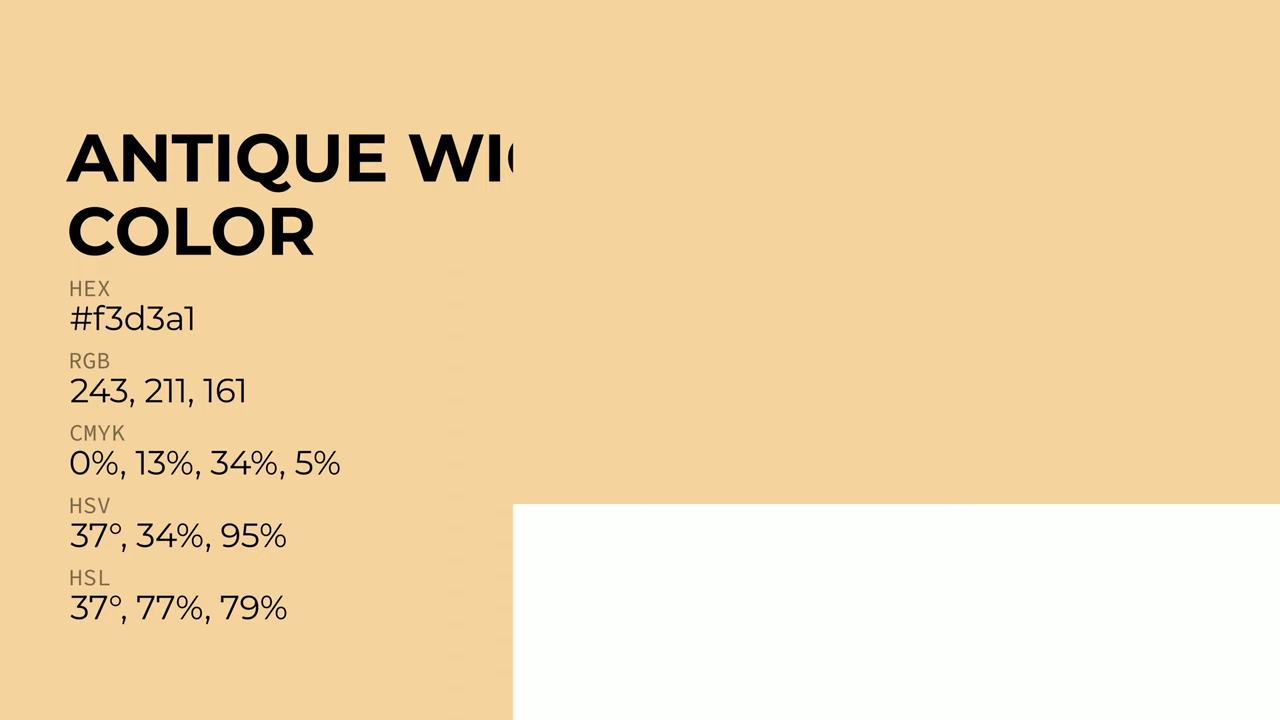 ANTIQUE
COLOR
HEX
#f3d3a1
RGB
243, 211, 161
CMYK
0%, 13%, 34%, 5%
HSV
37°, 34%, 95%
HSL
37°, 77%, 79%